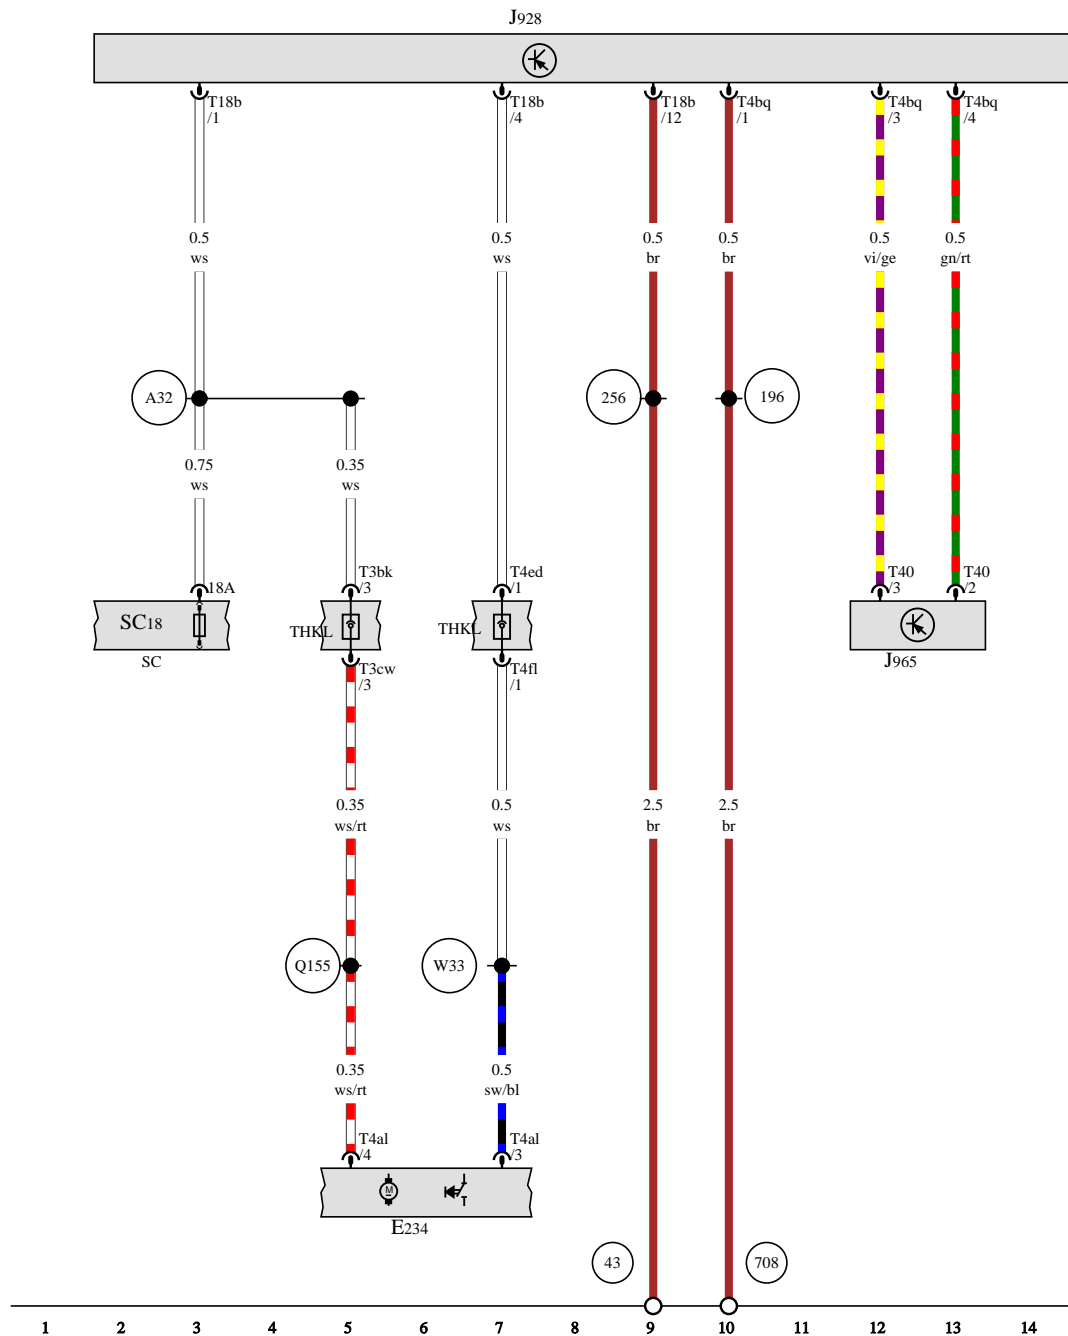 J928
T18b T18b T18b T4bq T4bq T4bq
/1 /4 /12 /1 /3 /4
0.5 0.5 0.5 0.5 0.5 0.5
ws ws br br vi/ge gn/rt
A32 256 196
0.75 0.35
ws ws
T3bk T4ed T40 T40
18A /3 /1 /3 /2
SC18 THKL THKL
SC J965
T3cw T4fl
/3 /1
0.35 0.5 2.5 2.5
ws/rt ws br br
Q155 W33
0.35 0.5
ws/rt sw/bl
T4al T4al
/4 /3
M
E234
43 708
1 2 3 4 5 6 7 8 9 10 11 12 13 14